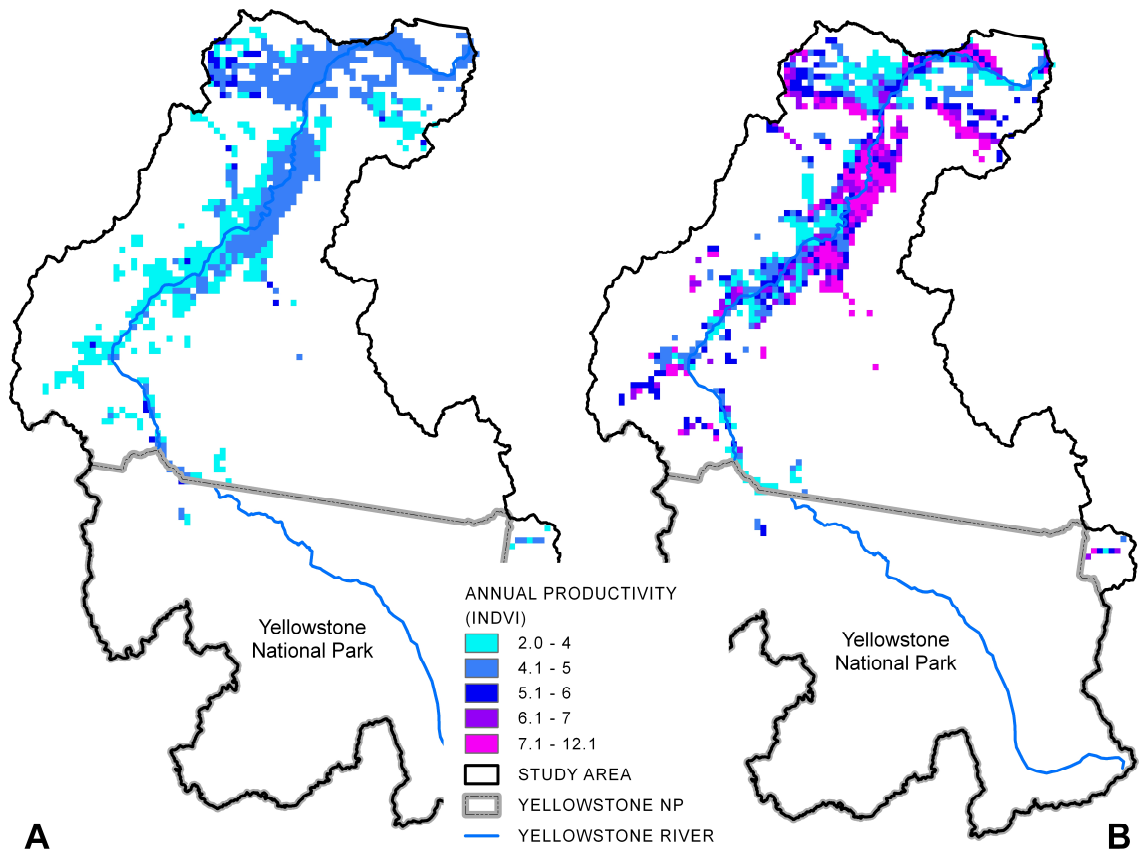 ANNUAL PRODUCTIVITY
(INDVI)
2.0 - 4
4.1 - 5
5.1 - 6
6.1 - 7
7.1 - 12.1
STUDY AREA
YELLOWSTONE NP
YELLOWSTONE RIVER
Yellowstone
National Park
Yellowstone
National Park
A
B